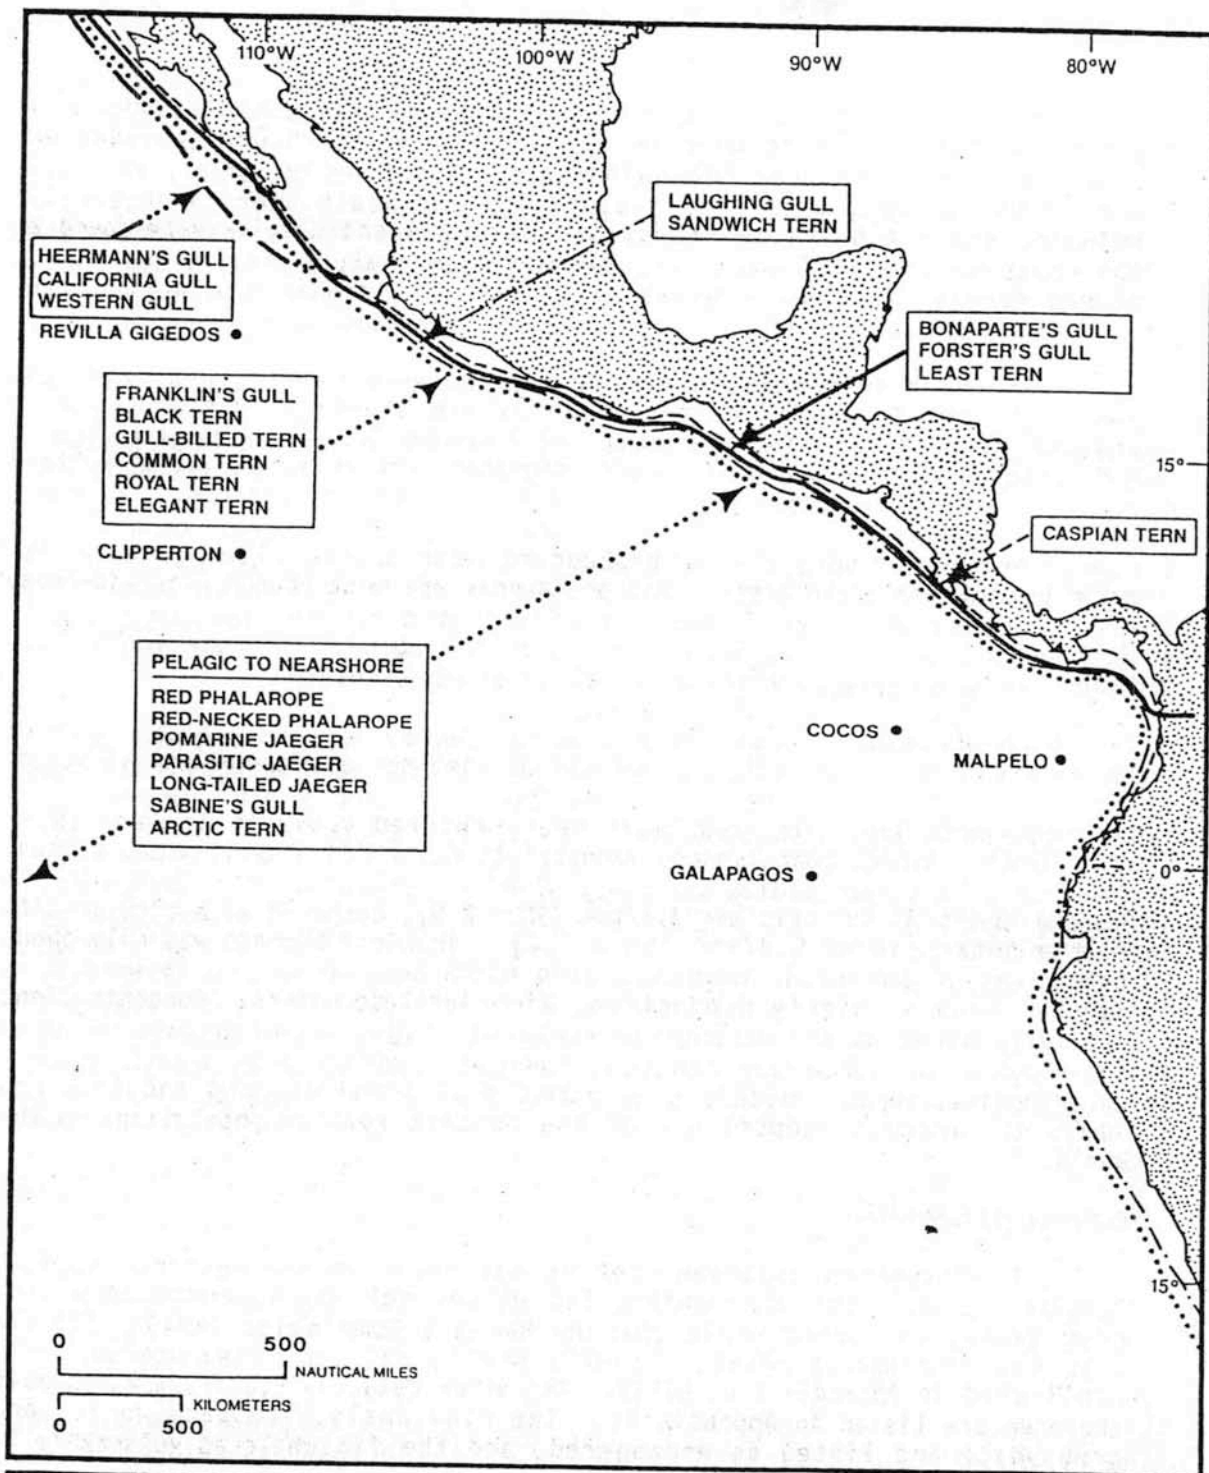 110°W
100°W
90°W
80°W
LAUGHING GULL
SANDWICH TERN
HEERMANN'S GULL
CALIFORNIA GULL
WESTERN GULL
REVILLA GIGEDOS
BONAPARTE'S GULL
FORSTER'S GULL
LEAST TERN
FRANKLIN'S GULL
BLACK TERN
GULL-BILLED TERN
COMMON TERN
ROYAL TERN
ELEGANT TERN
15°
CLIPPERTON
CASPIAN TERN
PELAGIC TO NEARSHORE
RED PHALAROPE
RED-NECKED PHALAROPE
POMARINE JAEGER
PARASITIC JAEGER
LONG-TAILED JAEGER
SABINE'S GULL
ARCTIC TERN
COCOS
MALPELO
GALAPAGOS
0°
15°
0 500
NAUTICAL MILES
KILOMETERS
0 500